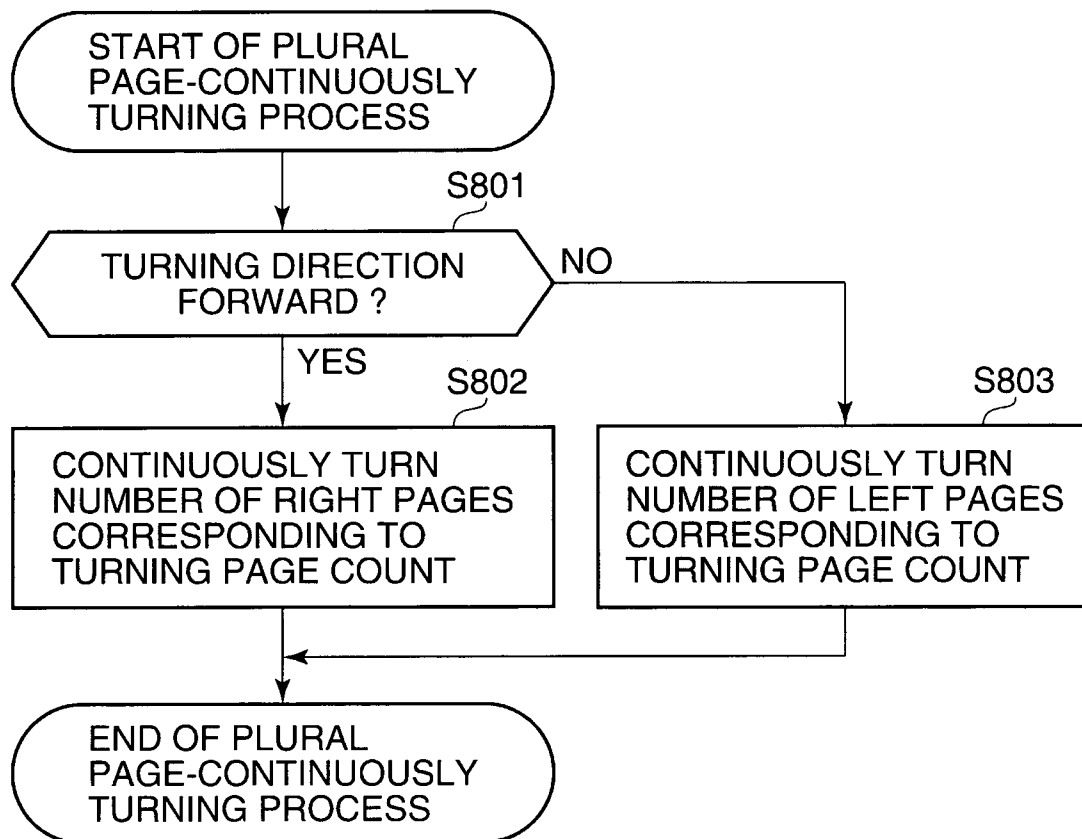 START OF PLURAL
PAGE-CONTINUOUSLY
TURNING PROCESS
S801
TURNING DIRECTION
FORWARD ?
NO
YES
S802
CONTINUOUSLY TURN
NUMBER OF RIGHT PAGES
CORRESPONDING TO
TURNING PAGE COUNT
S803
CONTINUOUSLY TURN
NUMBER OF LEFT PAGES
CORRESPONDING TO
TURNING PAGE COUNT
END OF PLURAL
PAGE-CONTINUOUSLY
TURNING PROCESS